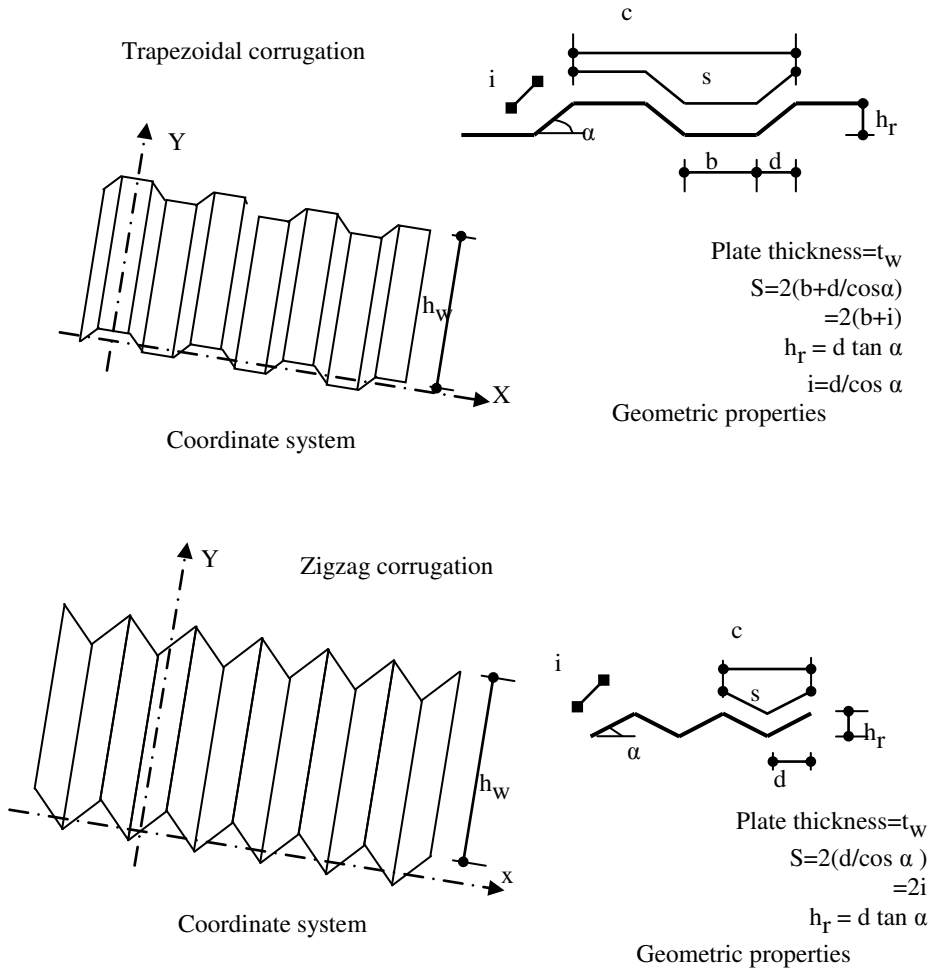 Trapezoidal corrugation
c
i
s
h_r
α
b
d
Y
h_w
X
Coordinate system
Plate thickness=t_w
S=2(b+d/cosα)
=2(b+i)
h_r = d tan α
i=d/cos α
Geometric properties
Zigzag corrugation
Y
h_w
x
Coordinate system
c
i
s
h_r
α
d
Plate thickness=t_w
S=2(d/cos α )
=2i
h_r = d tan α
Geometric properties